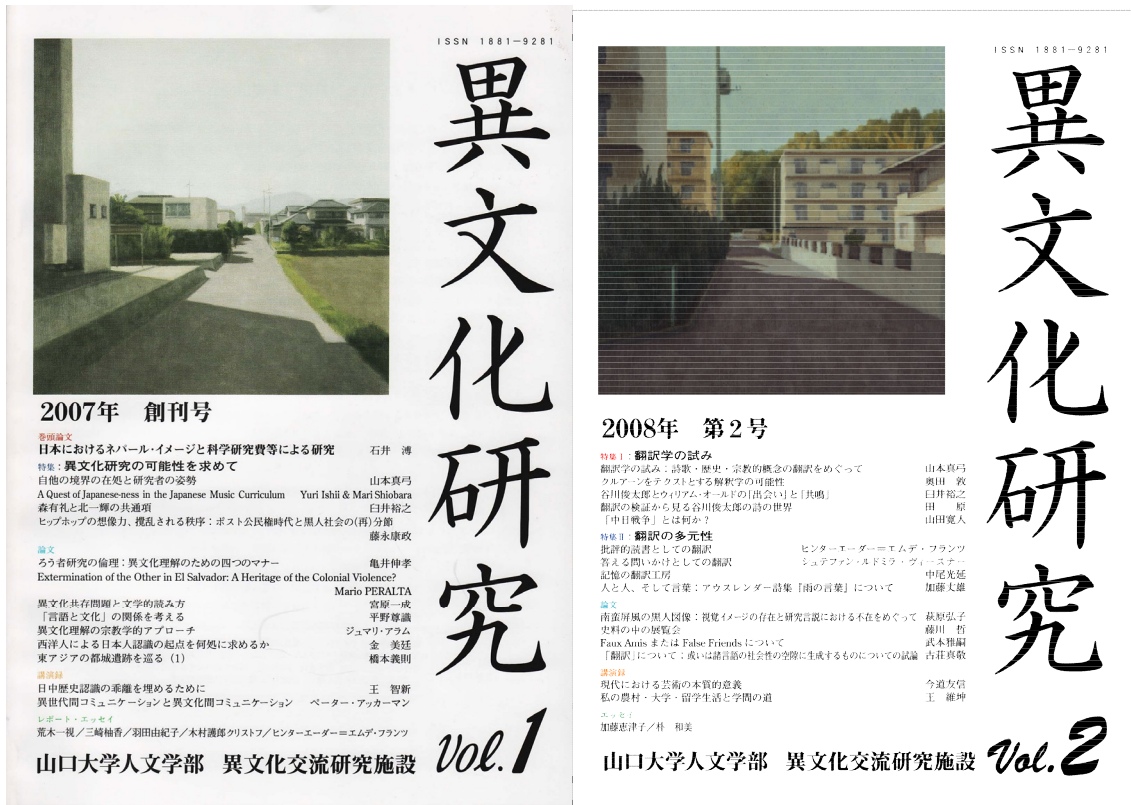 ISSN 1881-9281
異文化研究
2007年 創刊号
巻頭論文
日本におけるネパール・イメージと科学研究費等による研究 石井 溥
特集：異文化研究の可能性を求めて
自他の境界の在処と研究者の姿勢 山本真弓
A Quest of Japanese-ness in the Japanese Music Curriculum Yuri Ishii & Mari Shiobara
森有礼と北一輝の共通項 臼井裕之
ヒップホップの想像力、攪乱される秩序：ポスト公民権時代と黒人社会の(再)分節
藤永康政
論文
ろう者研究の倫理：異文化理解のための四つのマナー 亀井伸孝
Extermination of the Other in El Salvador: A Heritage of the Colonial Violence?
Mario PERALTA
異文化共存問題と文学的読み方 宮原一成
「言語と文化」の関係を考える 平野尊識
異文化理解の宗教学的アプローチ ジュマリ・アラム
西洋人による日本人認識の起点を何処に求めるか 金 美廷
東アジアの都城遺跡を巡る（1） 橋本義則
講演録
日中歴史認識の乖離を埋めるために 王 智新
異世代間コミュニケーションと異文化間コミュニケーション ペーター・アッカーマン
レポート・エッセイ
荒木一視／三崎柚香／羽田由紀子／木村護郎クリストフ／ヒンターエーダー＝エムデ・フランツ
山口大学人文学部 異文化交流研究施設
Vol.1
ISSN 1881-9281
異文化研究
2008年 第2号
特集Ⅰ：翻訳学の試み
翻訳学の試み：詩歌・歴史・宗教的概念の翻訳をめぐって 山本真弓
クルアーンをテクストとする解釈学の可能性 奥田 敦
谷川俊太郎とウィリアム・オールドの「出会い」と「共鳴」 臼井裕之
翻訳の検証から見る谷川俊太郎の詩の世界 田 原
「中日戦争」とは何か？ 山田寛人
特集Ⅱ：翻訳の多元性
批評的読書としての翻訳 ヒンターエーダー＝エムデ・フランツ
答える問いかけとしての翻訳 シュテファン・ルドミラ・ヴィースナー
記憶の翻訳工房 中尾光延
人と人、そして言葉：アウスレンダー詩集『雨の言葉』について 加藤丈雄
論文
南蛮屏風の黒人図像：視覚イメージの存在と研究言説における不在をめぐって 萩原弘子
史料の中の展覧会 藤川 哲
Faux Amis または False Friends について 武本雅嗣
「翻訳」について：或いは諸言語の社会性の空隙に生成するものについての試論 古荘真敬
講演録
現代における芸術の本質的意義 今道友信
私の農村・大学・留学生活と学問の道 王 維坤
エッセイ
加藤恵津子／朴 和美
山口大学人文学部 異文化交流研究施設
Vol.2